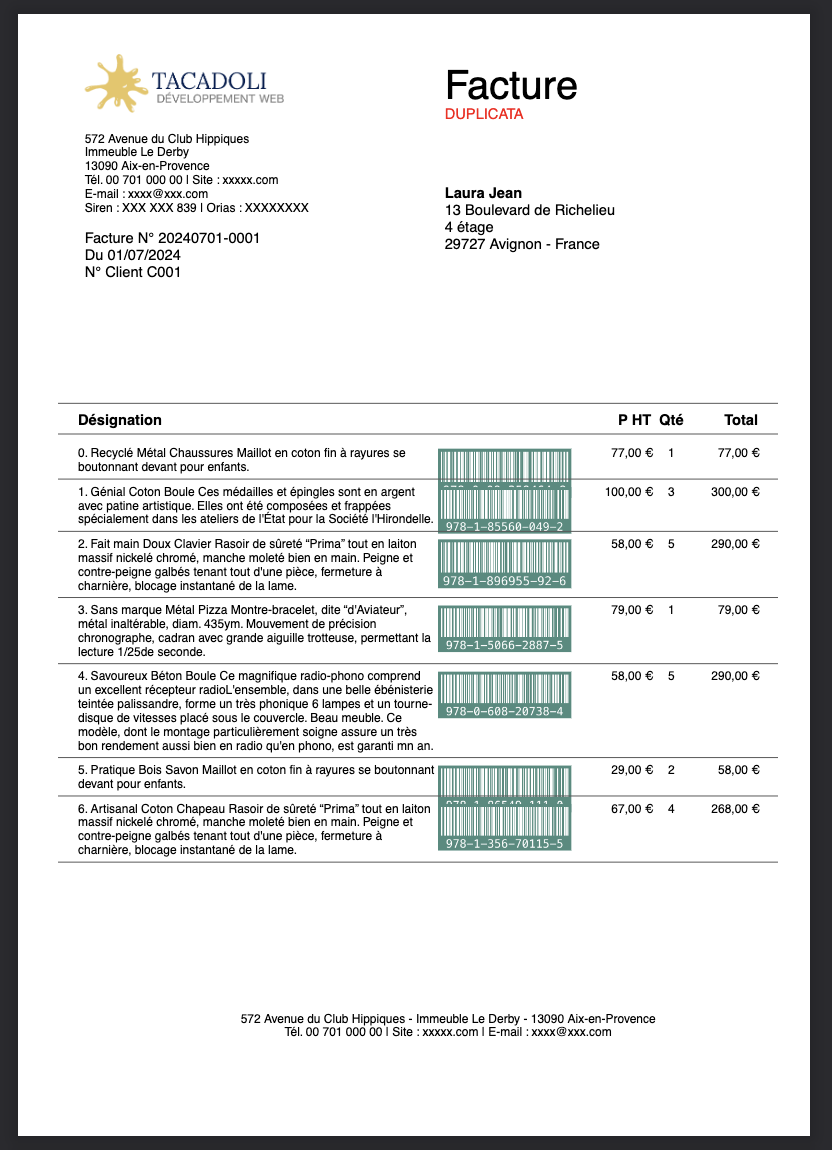 TACADOLI
DÉVELOPPEMENT WEB
Facture
DUPLICATA
572 Avenue du Club Hippiques
Immeuble Le Derby
13090 Aix-en-Provence
Tél. 00 701 000 00 | Site : xxxxx.com
E-mail : xxxx@xxx.com
Siren : XXX XXX 839 | Orias : XXXXXXXX
Laura Jean
13 Boulevard de Richelieu
4 étage
29727 Avignon - France
Facture N° 20240701-0001
Du 01/07/2024
N° Client C001
Désignation P HT Qté Total
0. Recyclé Métal Chaussures Maillot en coton fin à rayures se 77,00 € 1 77,00 €
boutonnant devant pour enfants.
1. Génial Coton Boule Ces médailles et épingles sont en argent 100,00 € 3 300,00 €
avec patine artistique. Elles ont été composées et frappées
spécialement dans les ateliers de l'État pour la Société l'Hirondelle.
978-1-85560-049-2
2. Fait main Doux Clavier Rasoir de sûreté “Prima” tout en laiton 58,00 € 5 290,00 €
massif nickelé chromé, manche moleté bien en main. Peigne et
contre-peigne galbés tenant tout d'une pièce, fermeture à
charnière, blocage instantané de la lame.
978-1-896955-92-6
3. Sans marque Métal Pizza Montre-bracelet, dite “d'Aviateur”, 79,00 € 1 79,00 €
métal inaltérable, diam. 435ym. Mouvement de précision
chronographe, cadran avec grande aiguille trotteuse, permettant la
lecture 1/25de seconde.
978-1-5066-2887-5
4. Savoureux Béton Boule Ce magnifique radio-phono comprend 58,00 € 5 290,00 €
un excellent récepteur radioL'ensemble, dans une belle ébénisterie
teintée palissandre, forme un très phonique 6 lampes et un tourne-
disque de vitesses placé sous le couvercle. Beau meuble. Ce
modèle, dont le montage particulièrement soigne assure un très
bon rendement aussi bien en radio qu'en phono, est garanti mn an.
978-0-608-20738-4
5. Pratique Bois Savon Maillot en coton fin à rayures se boutonnant 29,00 € 2 58,00 €
devant pour enfants.
6. Artisanal Coton Chapeau Rasoir de sûreté “Prima” tout en laiton 67,00 € 4 268,00 €
massif nickelé chromé, manche moleté bien en main. Peigne et
contre-peigne galbés tenant tout d'une pièce, fermeture à
charnière, blocage instantané de la lame.
978-1-356-70115-5
572 Avenue du Club Hippiques - Immeuble Le Derby - 13090 Aix-en-Provence
Tél. 00 701 000 00 | Site : xxxxx.com | E-mail : xxxx@xxx.com